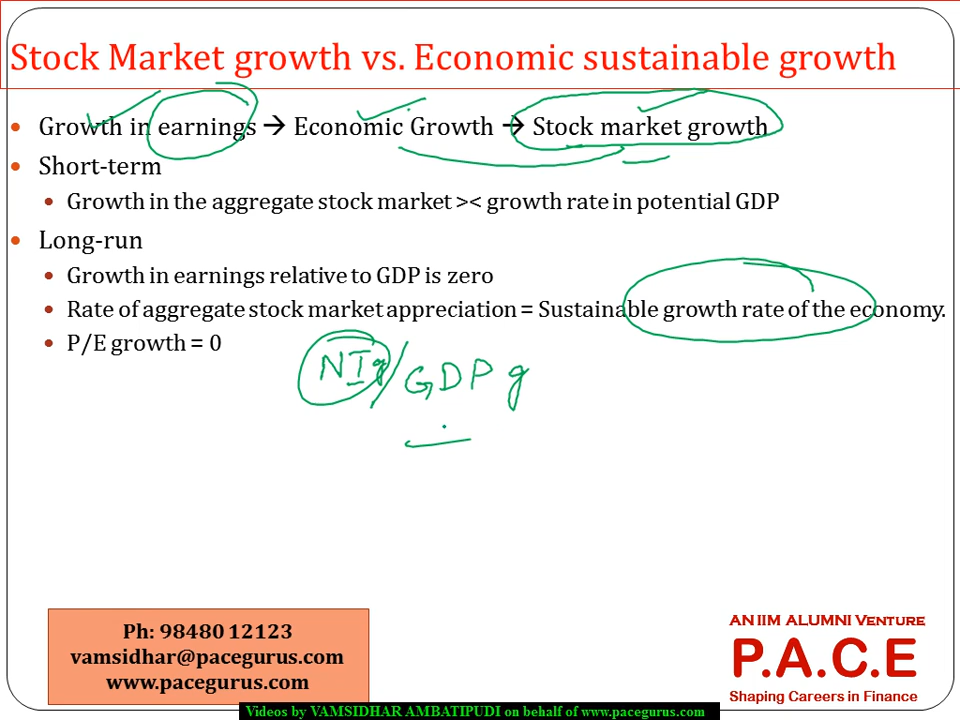 Stock Market growth vs. Economic sustainable growth
• Growth in earnings → Economic Growth → Stock market growth
• Short-term
• Growth in the aggregate stock market >< growth rate in potential GDP
• Long-run
• Growth in earnings relative to GDP is zero
• Rate of aggregate stock market appreciation = Sustainable growth rate of the economy.
• P/E growth = 0
NIg/GDP g
Ph: 98480 12123
vamsidhar@pacegurus.com
www.pacegurus.com
AN IIM ALUMNI VENTURE
P.A.C.E
Shaping Careers in Finance
Videos by VAMSIDHAR AMBATIPUDI on behalf of www.pacegurus.com